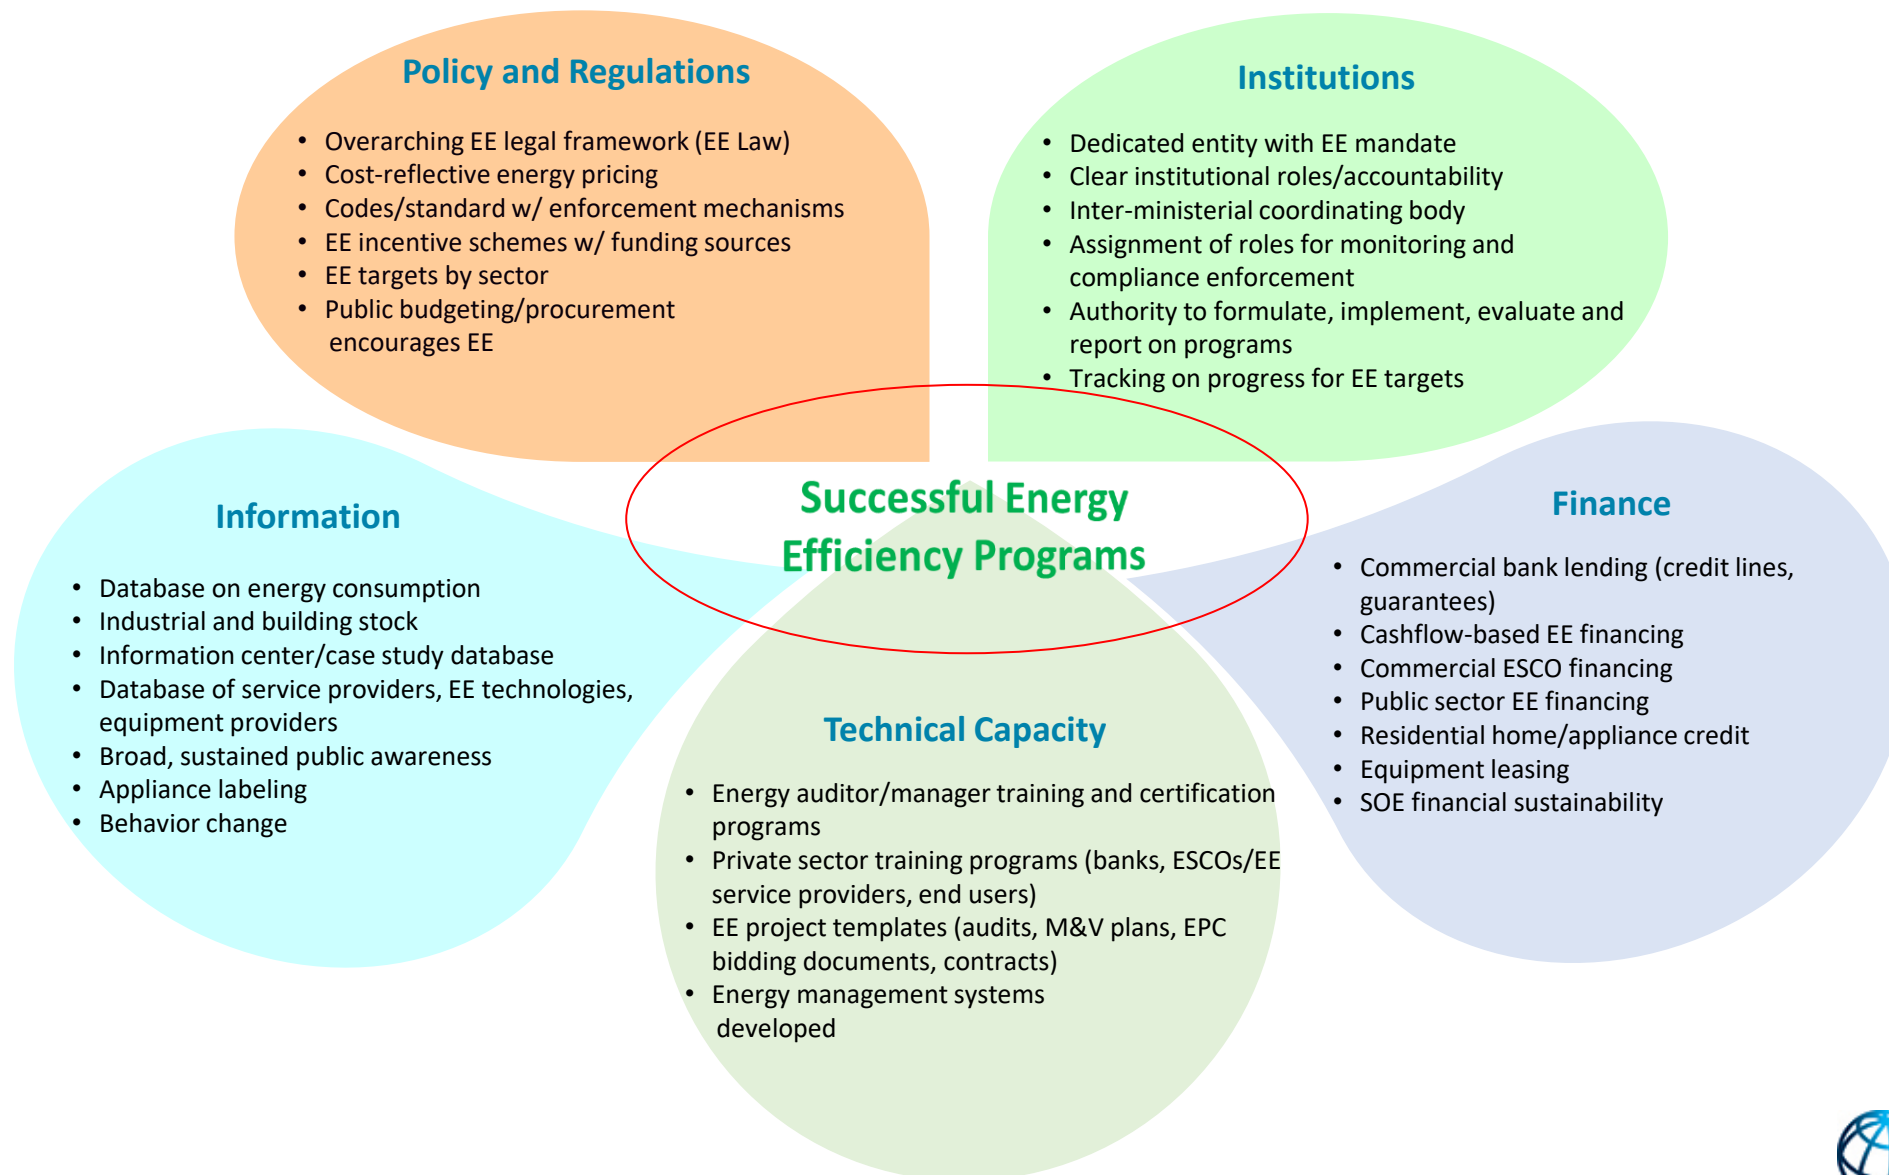 Policy and Regulations
• Overarching EE legal framework (EE Law)
• Cost-reflective energy pricing
• Codes/standard w/ enforcement mechanisms
• EE incentive schemes w/ funding sources
• EE targets by sector
• Public budgeting/procurement
encourages EE
Institutions
• Dedicated entity with EE mandate
• Clear institutional roles/accountability
• Inter-ministerial coordinating body
• Assignment of roles for monitoring and
compliance enforcement
• Authority to formulate, implement, evaluate and
report on programs
• Tracking on progress for EE targets
Successful Energy
Efficiency Programs
Information
• Database on energy consumption
• Industrial and building stock
• Information center/case study database
• Database of service providers, EE technologies,
equipment providers
• Broad, sustained public awareness
• Appliance labeling
• Behavior change
Technical Capacity
• Energy auditor/manager training and certification
programs
• Private sector training programs (banks, ESCOs/EE
service providers, end users)
• EE project templates (audits, M&V plans, EPC
bidding documents, contracts)
• Energy management systems
developed
Finance
• Commercial bank lending (credit lines,
guarantees)
• Cashflow-based EE financing
• Commercial ESCO financing
• Public sector EE financing
• Residential home/appliance credit
• Equipment leasing
• SOE financial sustainability